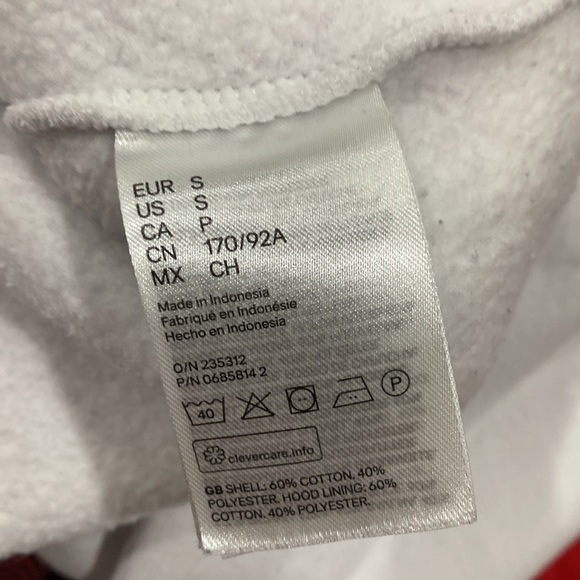 EUR S
US S
CA P
CN 170/92A
MX CH
Made in Indonesia
Fabriqué en Indonésie
Hecho en Indonesia
O/N 235312
P/N 0685814 2
40 P
clevercare.info
GB SHELL: 60% COTTON. 40%
POLYESTER. HOOD LINING: 60%
COTTON. 40% POLYESTER.